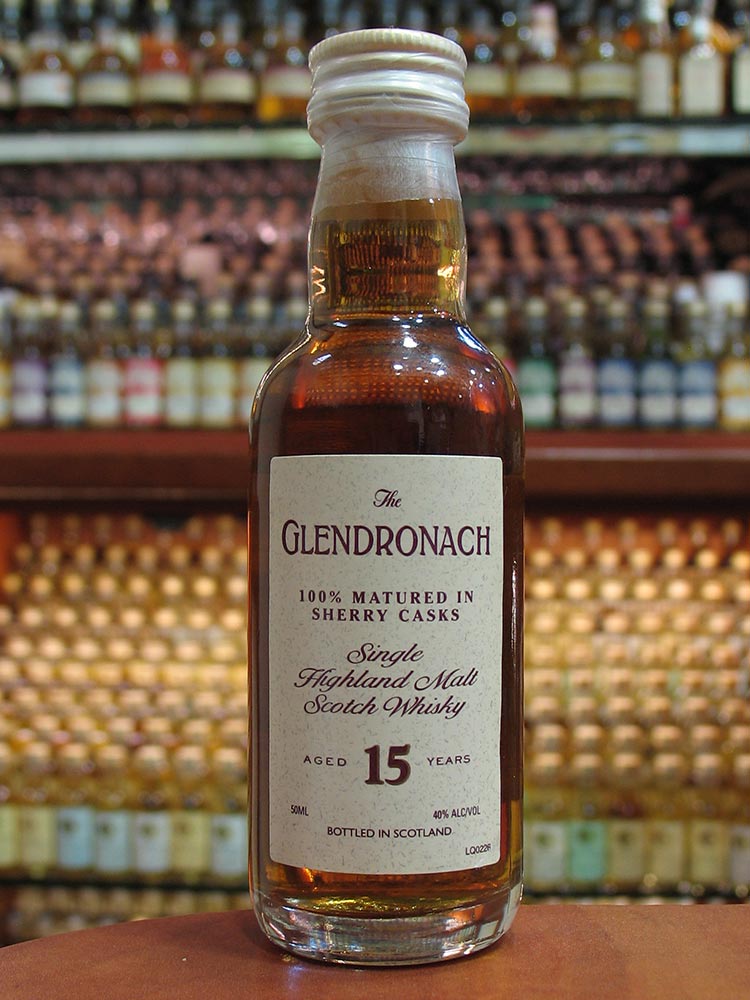 The
GLENDRONACH
100% MATURED IN
SHERRY CASKS
Single
Highland Malt
Scotch Whisky
AGED 15 YEARS
50ML 40% ALC/VOL
BOTTLED IN SCOTLAND